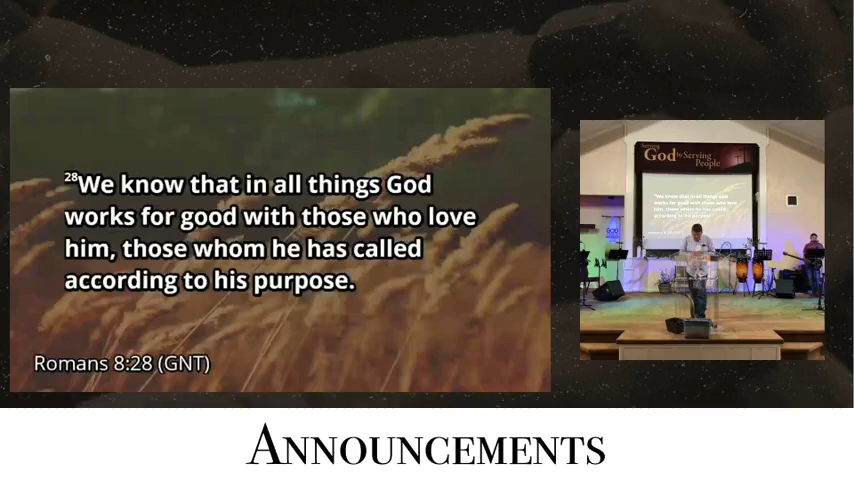 ²⁸We know that in all things God
works for good with those who love
him, those whom he has called
according to his purpose.
Romans 8:28 (GNT)
Serving
God by Serving
People
ANNOUNCEMENTS